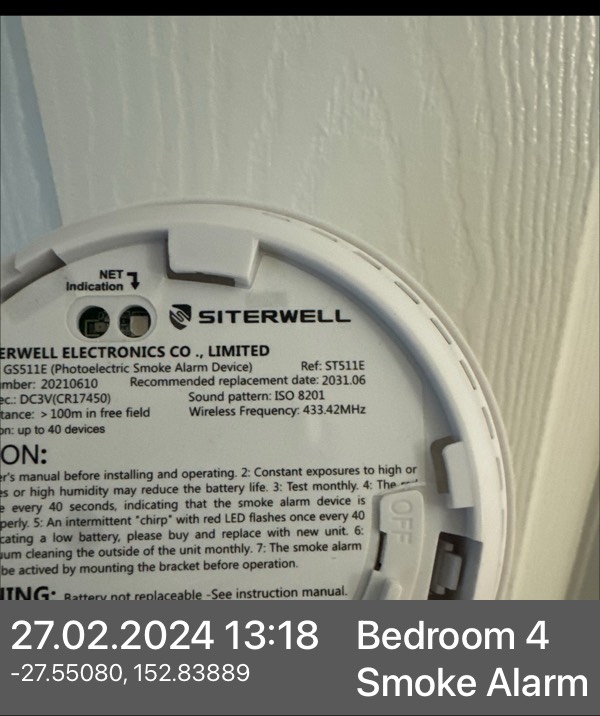 NET
Indication
SITERWELL
ERWELL ELECTRONICS CO ., LIMITED
GS511E (Photoelectric Smoke Alarm Device) Ref: ST511E
mber: 20210610 Recommended replacement date: 2031.06
ec.: DC3V(CR17450) Sound pattern: ISO 8201
tance: >100m in free field Wireless Frequency: 433.42MHz
on: up to 40 devices
ON:
er's manual before installing and operating. 2: Constant exposures to high or
es or high humidity may reduce the battery life. 3: Test monthly. 4: The
e every 40 seconds, indicating that the smoke alarm device is
perly. 5: An intermittent "chirp" with red LED flashes once every 40
cating a low battery, please buy and replace with new unit. 6:
uum cleaning the outside of the unit monthly. 7: The smoke alarm
be actived by mounting the bracket before operation.
OFF
ING: Battery not replaceable -See instruction manual.
27.02.2024 13:18 Bedroom 4
-27.55080, 152.83889 Smoke Alarm